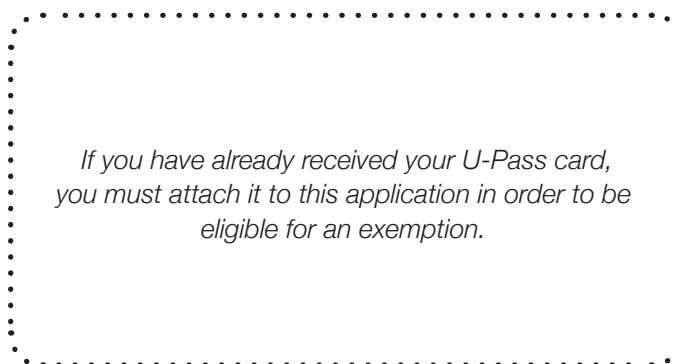 If you have already received your U-Pass card,
you must attach it to this application in order to be
eligible for an exemption.